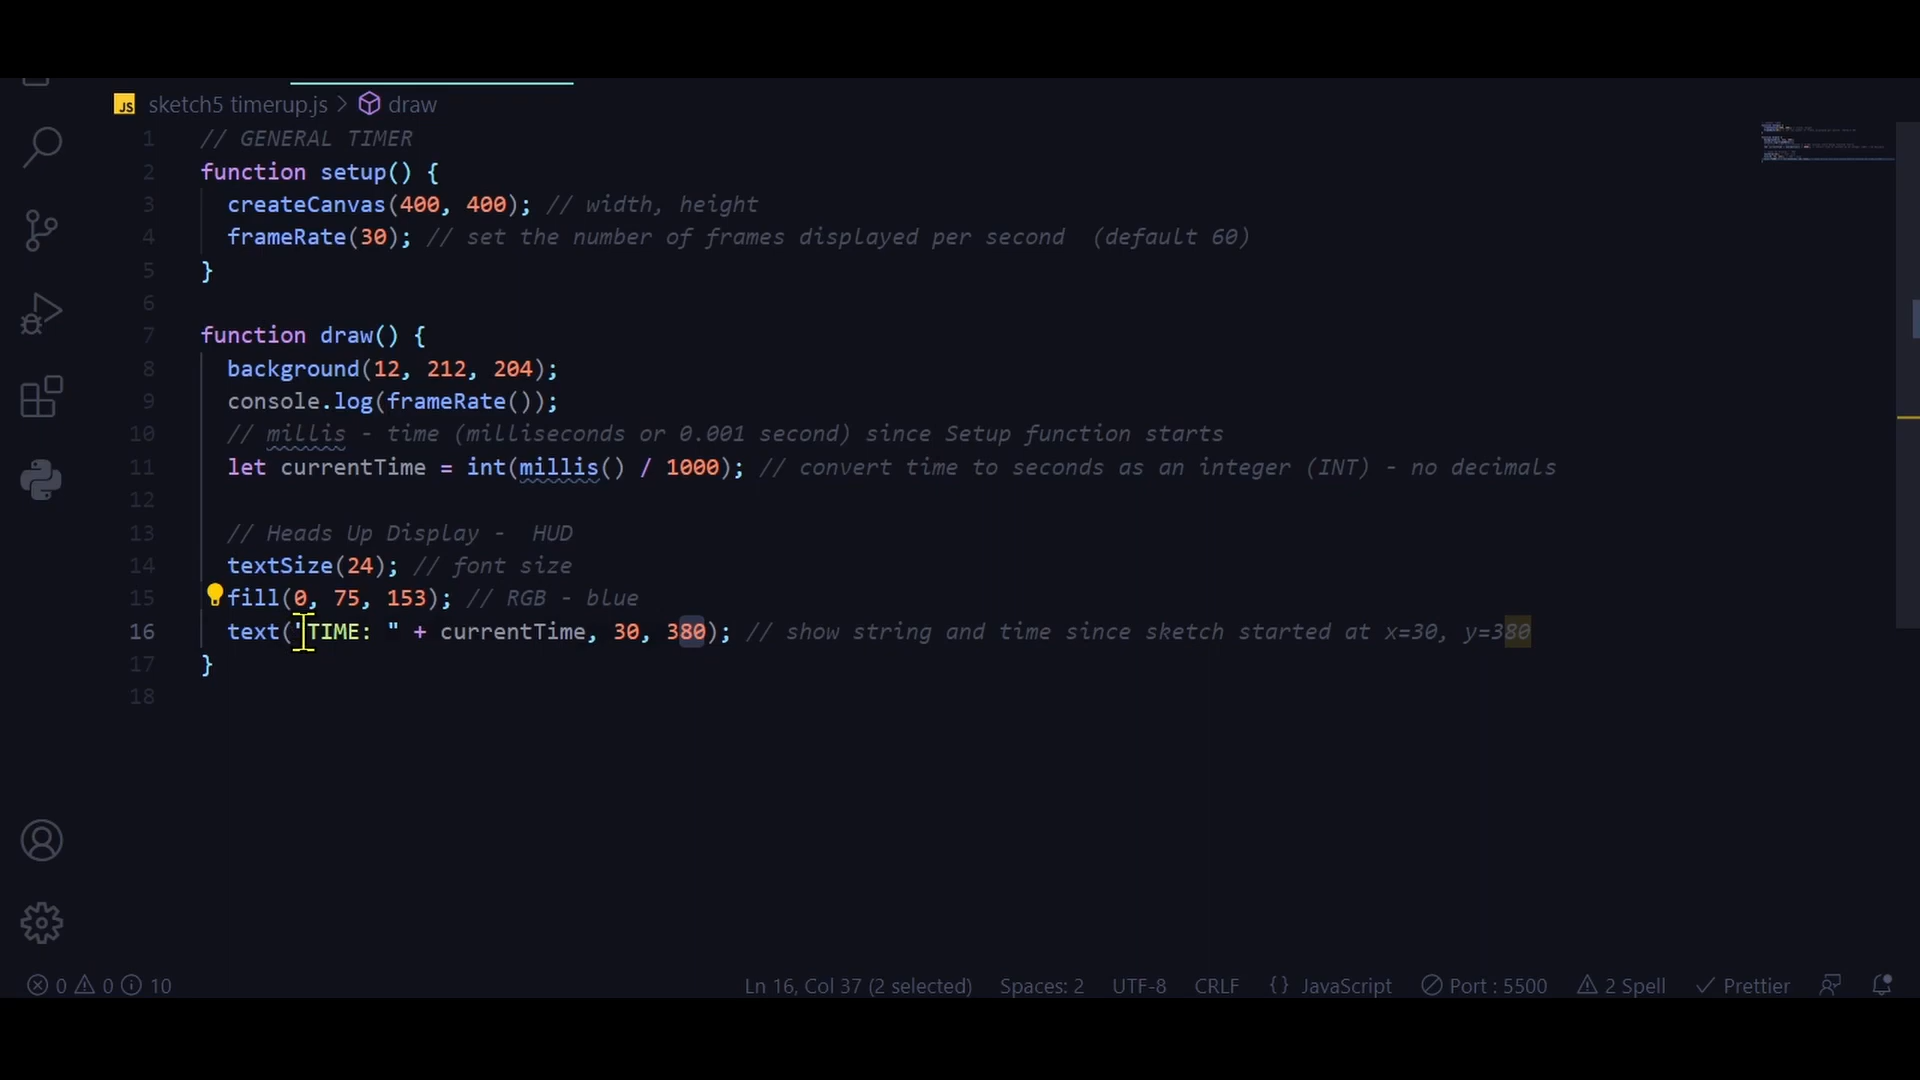 JS sketch5 timerup.js > draw
1 // GENERAL TIMER
2 function setup() {
3 createCanvas(400, 400); // width, height
4 frameRate(30); // set the number of frames displayed per second (default 60)
5 }
6
7 function draw() {
8 background(12, 212, 204);
9 console.log(frameRate());
10 // millis - time (milliseconds or 0.001 second) since Setup function starts
11 let currentTime = int(millis() / 1000); // convert time to seconds as an integer (INT) - no decimals
12
13 // Heads Up Display - HUD
14 textSize(24); // font size
15 fill(0, 75, 153); // RGB - blue
16 text("TIME: " + currentTime, 30, 380); // show string and time since sketch started at x=30, y=380
17 }
18
0 0 10 Ln 16, Col 37 (2 selected) Spaces: 2 UTF-8 CRLF {} JavaScript Port : 5500 2 Spell Prettier